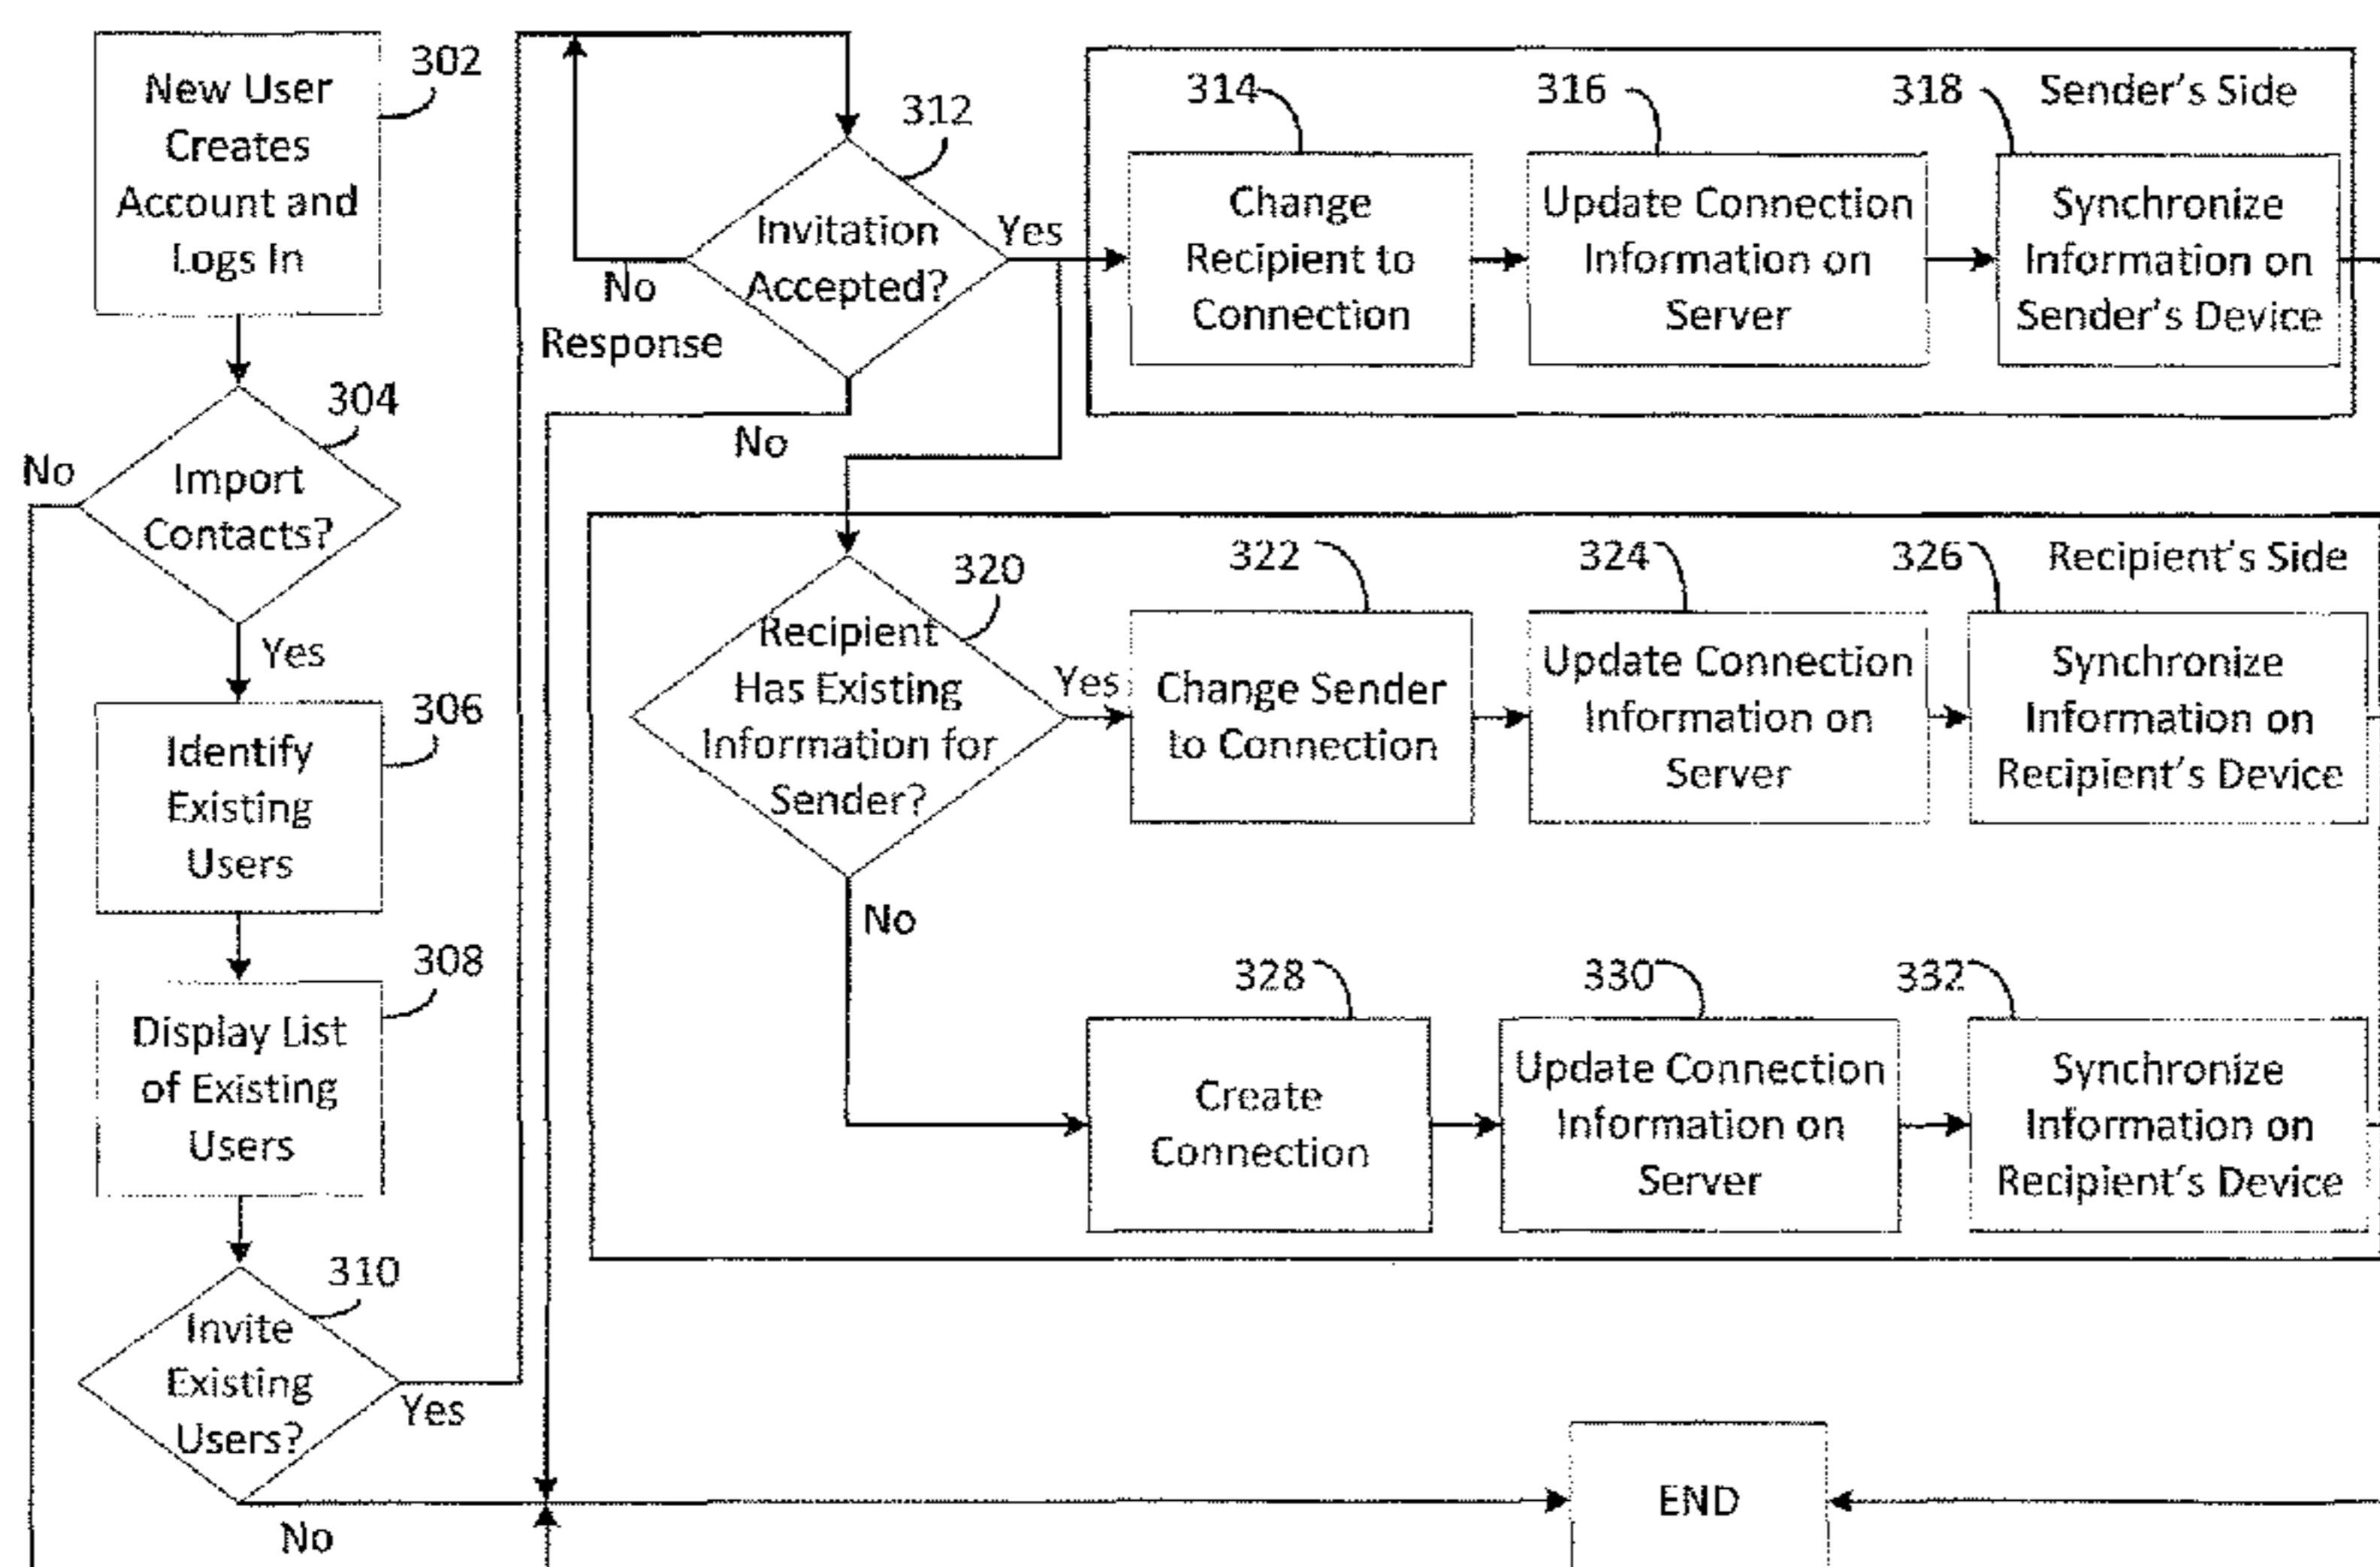 302
New User
Creates
Account and
Logs In
304
Import
Contacts?
No
Yes
306
Identify
Existing
Users
308
Display List
of Existing
Users
310
Invite
Existing
Users?
Yes
No
312
Invitation
Accepted?
Yes
No
Response
No
Sender's Side
314
Change
Recipient to
Connection
316
Update Connection
Information on
Server
318
Synchronize
Information on
Sender's Device
Recipient's Side
320
Recipient
Has Existing
Information for
Sender?
Yes
No
322
Change Sender
to Connection
324
Update Connection
Information on
Server
326
Synchronize
Information on
Recipient's Device
328
Create
Connection
330
Update Connection
Information on
Server
332
Synchronize
Information on
Recipient's Device
END